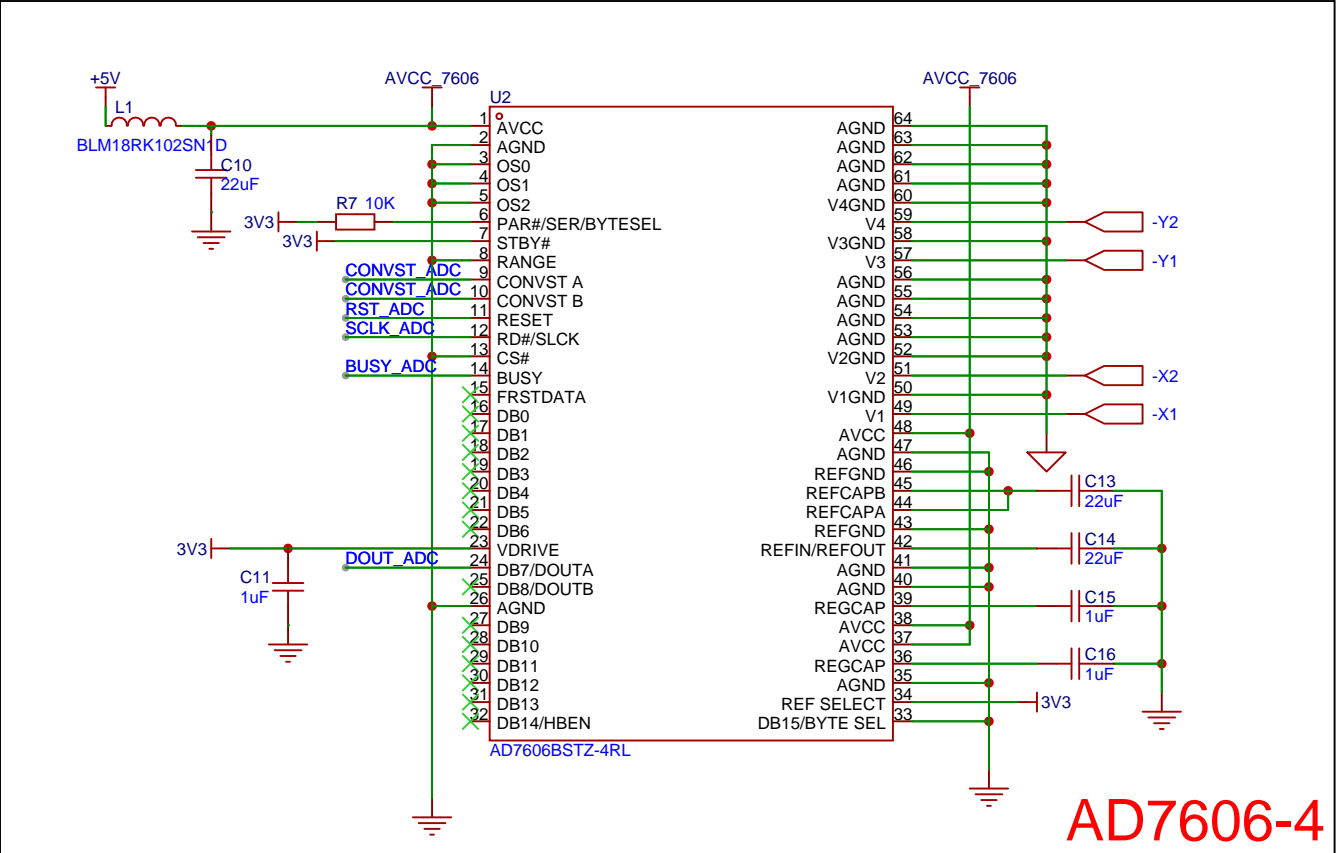 +5V
AVCC_7606
AVCC_7606
L1
U2
BLM18RK102SN1D
C10
22uF
R7 10K
3V3
3V3
CONVST_ADC
CONVST_ADC
RST_ADC
SCLK_ADC
BUSY_ADC
3V3
C11
1uF
DOUT_ADC
1 AVCC
2 AGND
3 OS0
4 OS1
5 OS2
6 PAR#/SER/BYTESEL
7 STBY#
8 RANGE
9 CONVST A
10 CONVST B
11 RESET
12 RD#/SLCK
13 CS#
14 BUSY
15 FRSTDATA
16 DB0
17 DB1
18 DB2
19 DB3
20 DB4
21 DB5
22 DB6
23 VDRIVE
24 DB7/DOUTA
25 DB8/DOUTB
26 AGND
27 DB9
28 DB10
29 DB11
30 DB12
31 DB13
32 DB14/HBEN
AGND 64
AGND 63
AGND 62
AGND 61
V4GND 60
V4 59
V3GND 58
V3 57
AGND 56
AGND 55
AGND 54
AGND 53
V2GND 52
V2 51
V1GND 50
V1 49
AVCC 48
AGND 47
REFGND 46
REFCAPB 45
REFCAPA 44
REFGND 43
REFIN/REFOUT 42
AGND 41
AGND 40
REGCAP 39
AVCC 38
AVCC 37
REGCAP 36
AGND 35
REF SELECT 34
DB15/BYTE SEL 33
AD7606BSTZ-4RL
-Y2
-Y1
-X2
-X1
C13
22uF
C14
22uF
C15
1uF
C16
1uF
3V3
AD7606-4